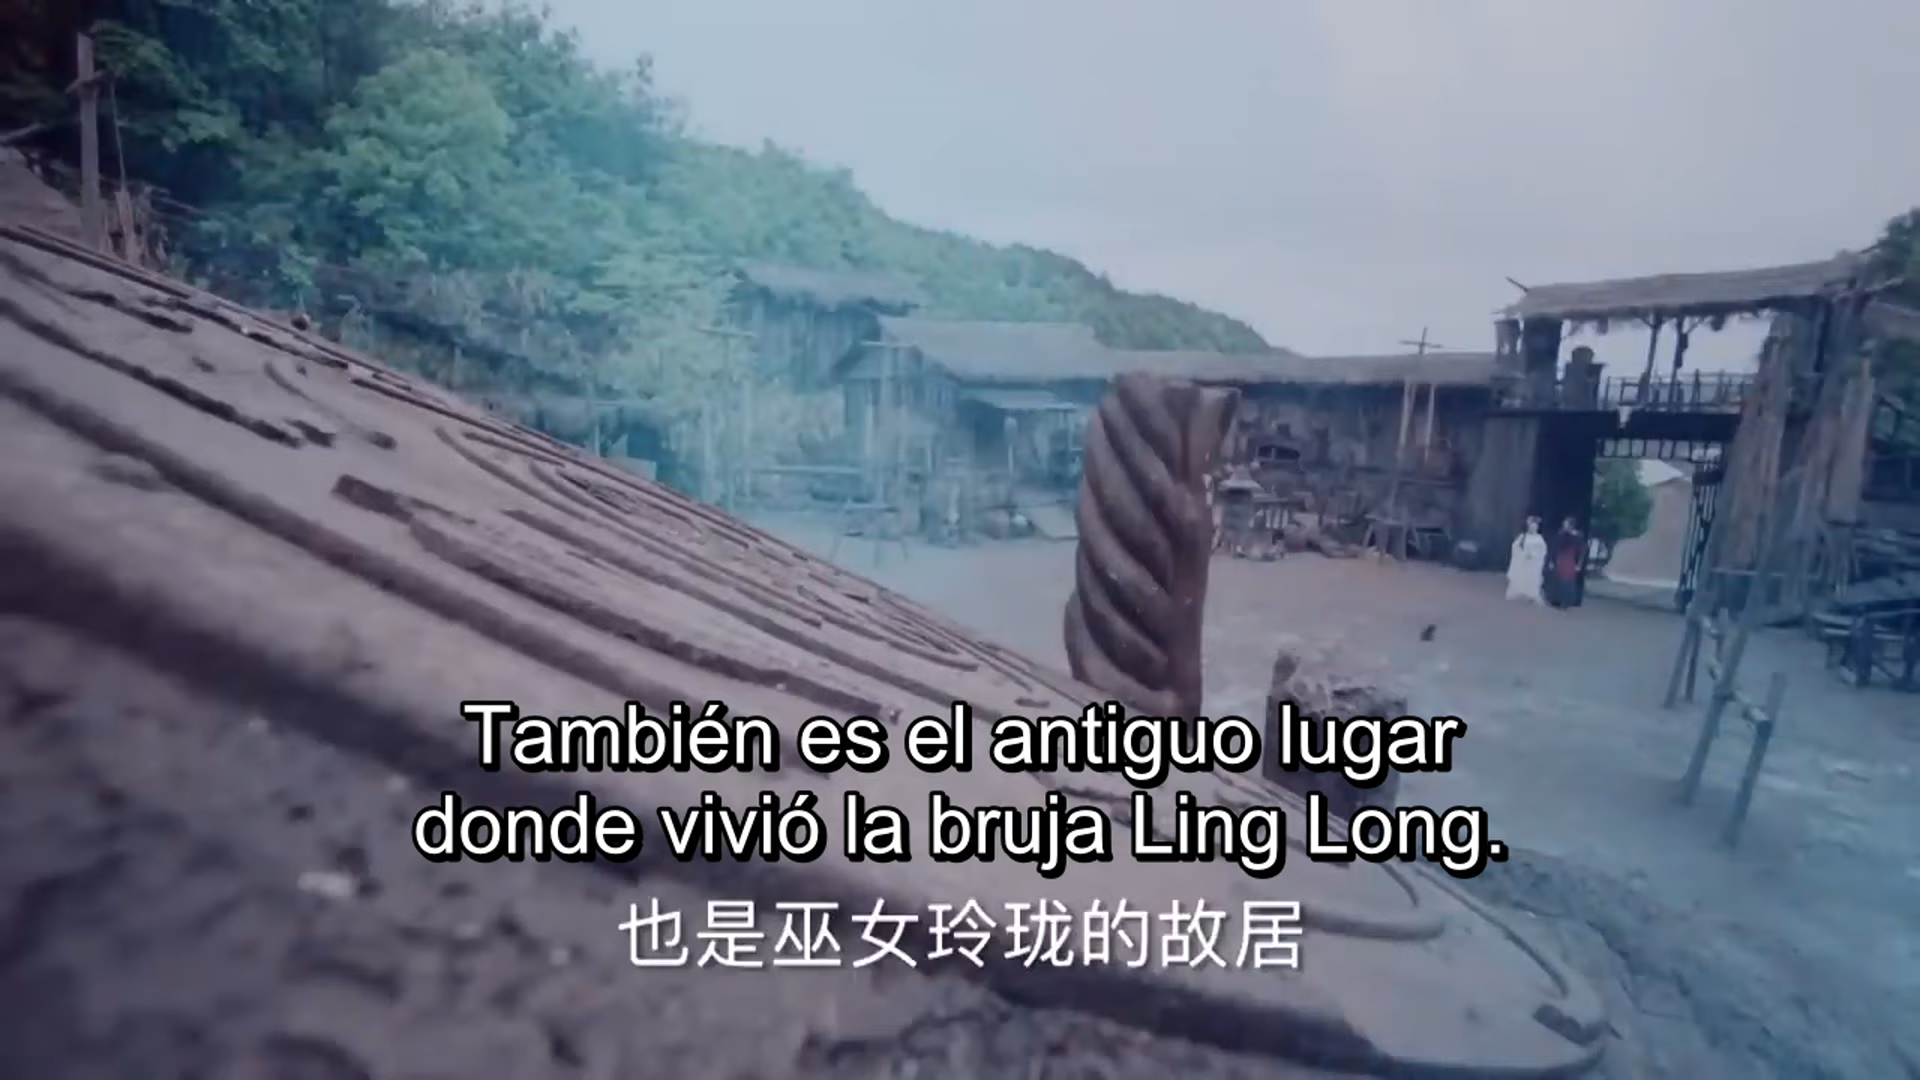 También es el antiguo lugar
donde vivió la bruja Ling Long.
也是巫女玲珑的故居